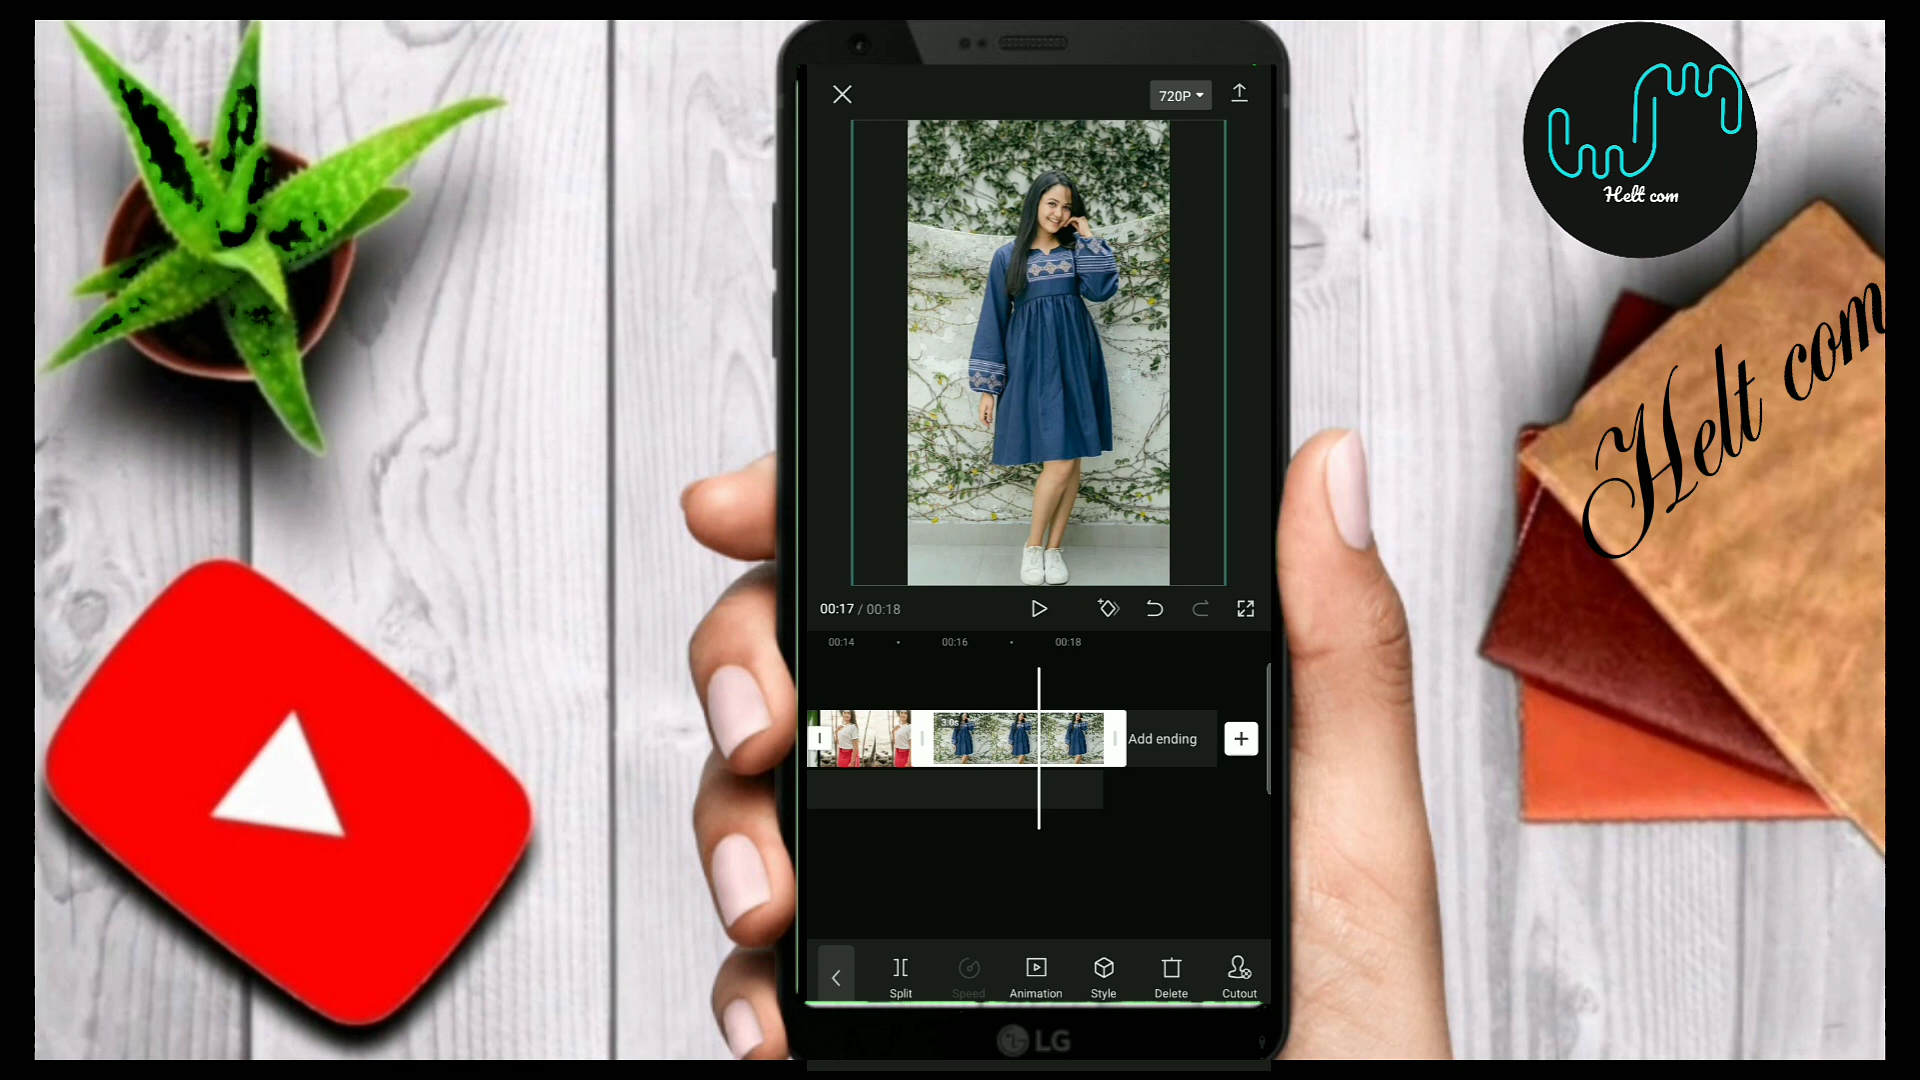 720P
Helt com
Helt com
00:17 / 00:18
00:14
00:16
00:18
3.0s
Add ending
Split
Speed
Animation
Style
Delete
Cutout
LG